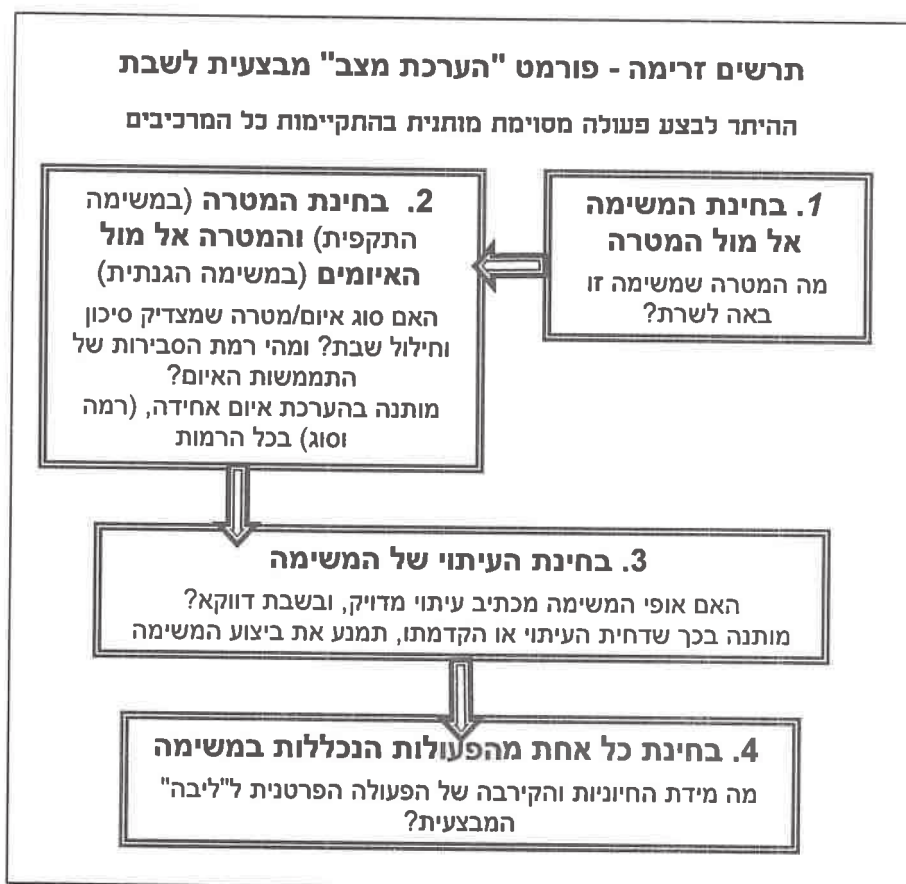 תרשים זרימה - פורמט "הערכת מצב" מבצעית לשבת
ההיתר לבצע פעולה מסוימת מותנית בהתקיימות כל המרכיבים
1. בחינת המשימה
אל מול המטרה
מה המטרה שמשימה זו
באה לשרת?
2. בחינת המטרה (במשימה
התקפית) והמטרה אל מול
האיומים (במשימה הגנתית)
האם סוג איום/מטרה שמצדיק סיכון
וחילול שבת? ומהי רמת הסבירות של
התממשות האיום?
מותנה בהערכת איום אחידה, (רמה
וסוג) בכל הרמות
3. בחינת העיתוי של המשימה
האם אופי המשימה מכתיב עיתוי מדויק, ובשבת דווקא?
מותנה בכך שדחית העיתוי או הקדמתו, תמנע את ביצוע המשימה
4. בחינת כל אחת מהפעולות הנכללות במשימה
מה מידת החיוניות והקירבה של הפעולה הפרטנית ל"ליבה"
המבצעית?